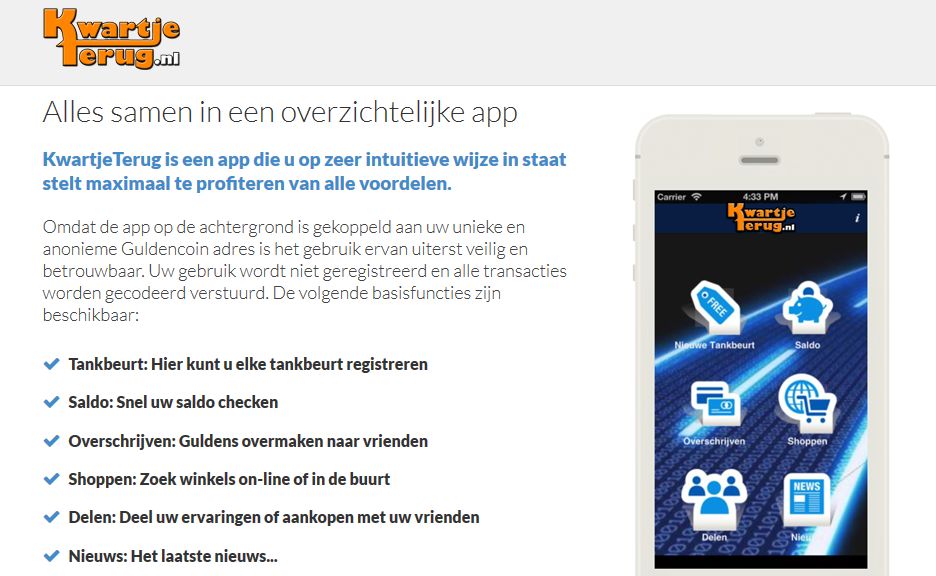 Kwartje
Terug.nl
Alles samen in een overzichtelijke app
KwartjeTerug is een app die u op zeer intuitieve wijze in staat
stelt maximaal te profiteren van alle voordelen.
Omdat de app op de achtergrond is gekoppeld aan uw unieke en
anonieme Guldencoin adres is het gebruik ervan uiterst veilig en
betrouwbaar. Uw gebruik wordt niet geregistreerd en alle transacties
worden gecodeerd verstuurd. De volgende basisfuncties zijn
beschikbaar:
Tankbeurt: Hier kunt u elke tankbeurt registreren
Saldo: Snel uw saldo checken
Overschrijven: Guldens overmaken naar vrienden
Shoppen: Zoek winkels on-line of in de buurt
Delen: Deel uw ervaringen of aankopen met uw vrienden
Nieuws: Het laatste nieuws...
Carrier 4:33 PM
Kwartje
Terug.nl
i
FREE
Nieuwe Tankbeurt Saldo
Overschrijven Shoppen
NEWS
Delen